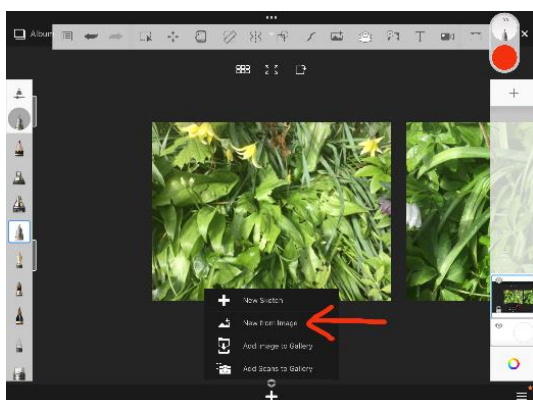 Album
T
New Sketch
New from Image
Add Image to Gallery
Add Scans to Gallery